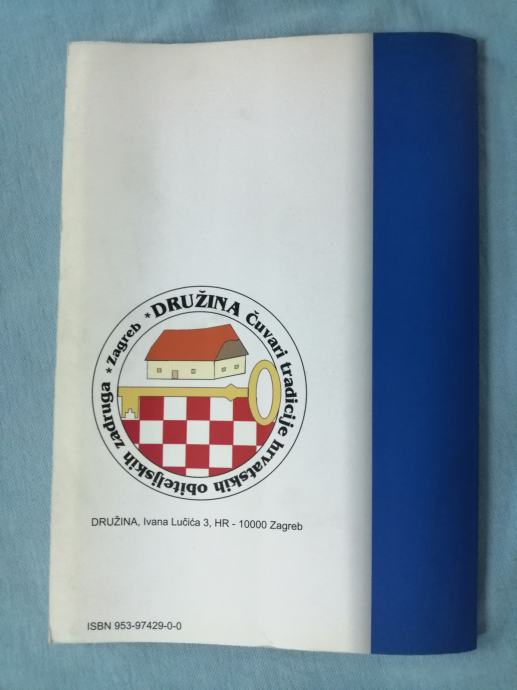 * DRUŽINA Čuvari tradicije hrvatskih obiteljskih zadruga * Zagreb
DRUŽINA, Ivana Lučića 3, HR - 10000 Zagreb
ISBN 953-97429-0-0